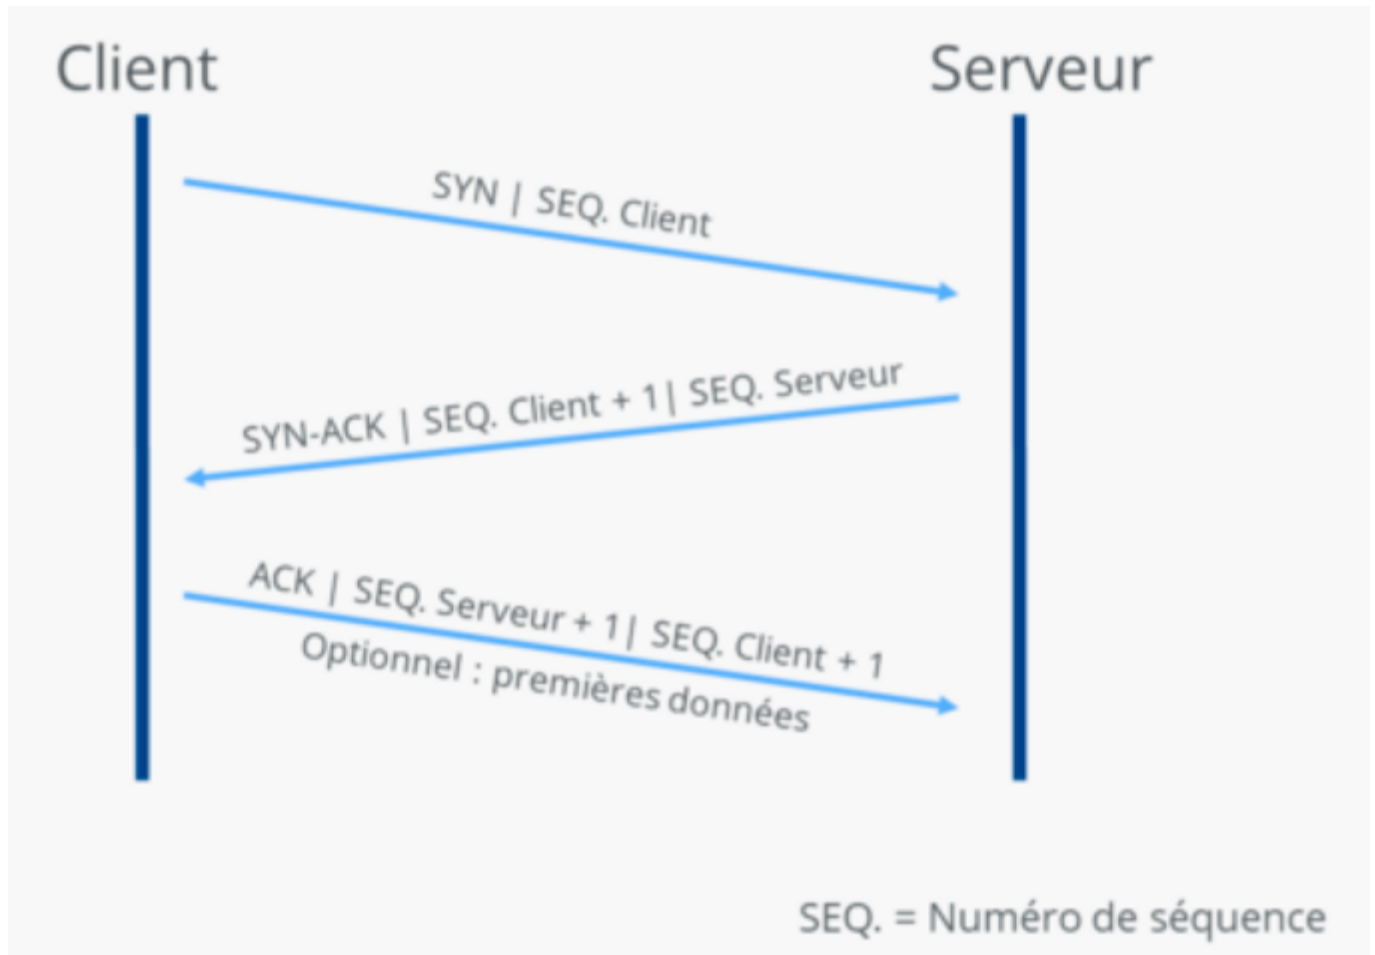 Client
Serveur
SYN | SEQ. Client
SYN-ACK | SEQ. Client + 1| SEQ. Serveur
ACK | SEQ. Serveur + 1| SEQ. Client + 1
Optionnel : premières données
SEQ. = Numéro de séquence